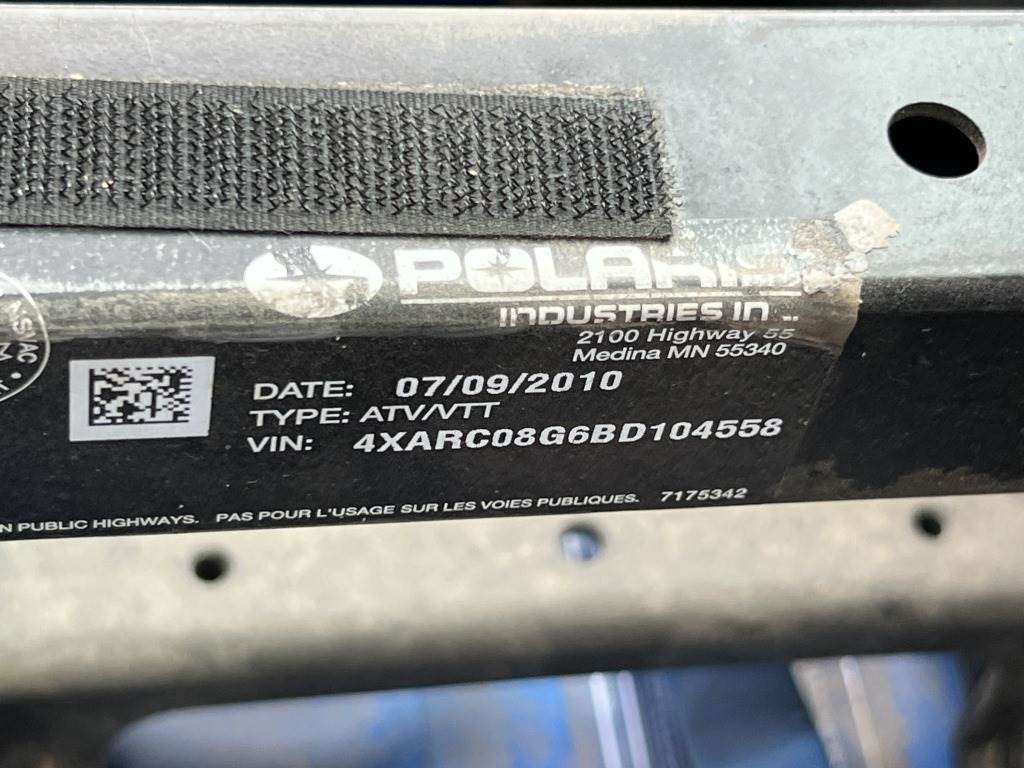 POLARIS
INDUSTRIES IN
2100 Highway 55
Medina MN 55340
DATE: 07/09/2010
TYPE: ATV/VTT
VIN: 4XARC08G6BD104558
N PUBLIC HIGHWAYS. PAS POUR L'USAGE SUR LES VOIES PUBLIQUES. 7175342